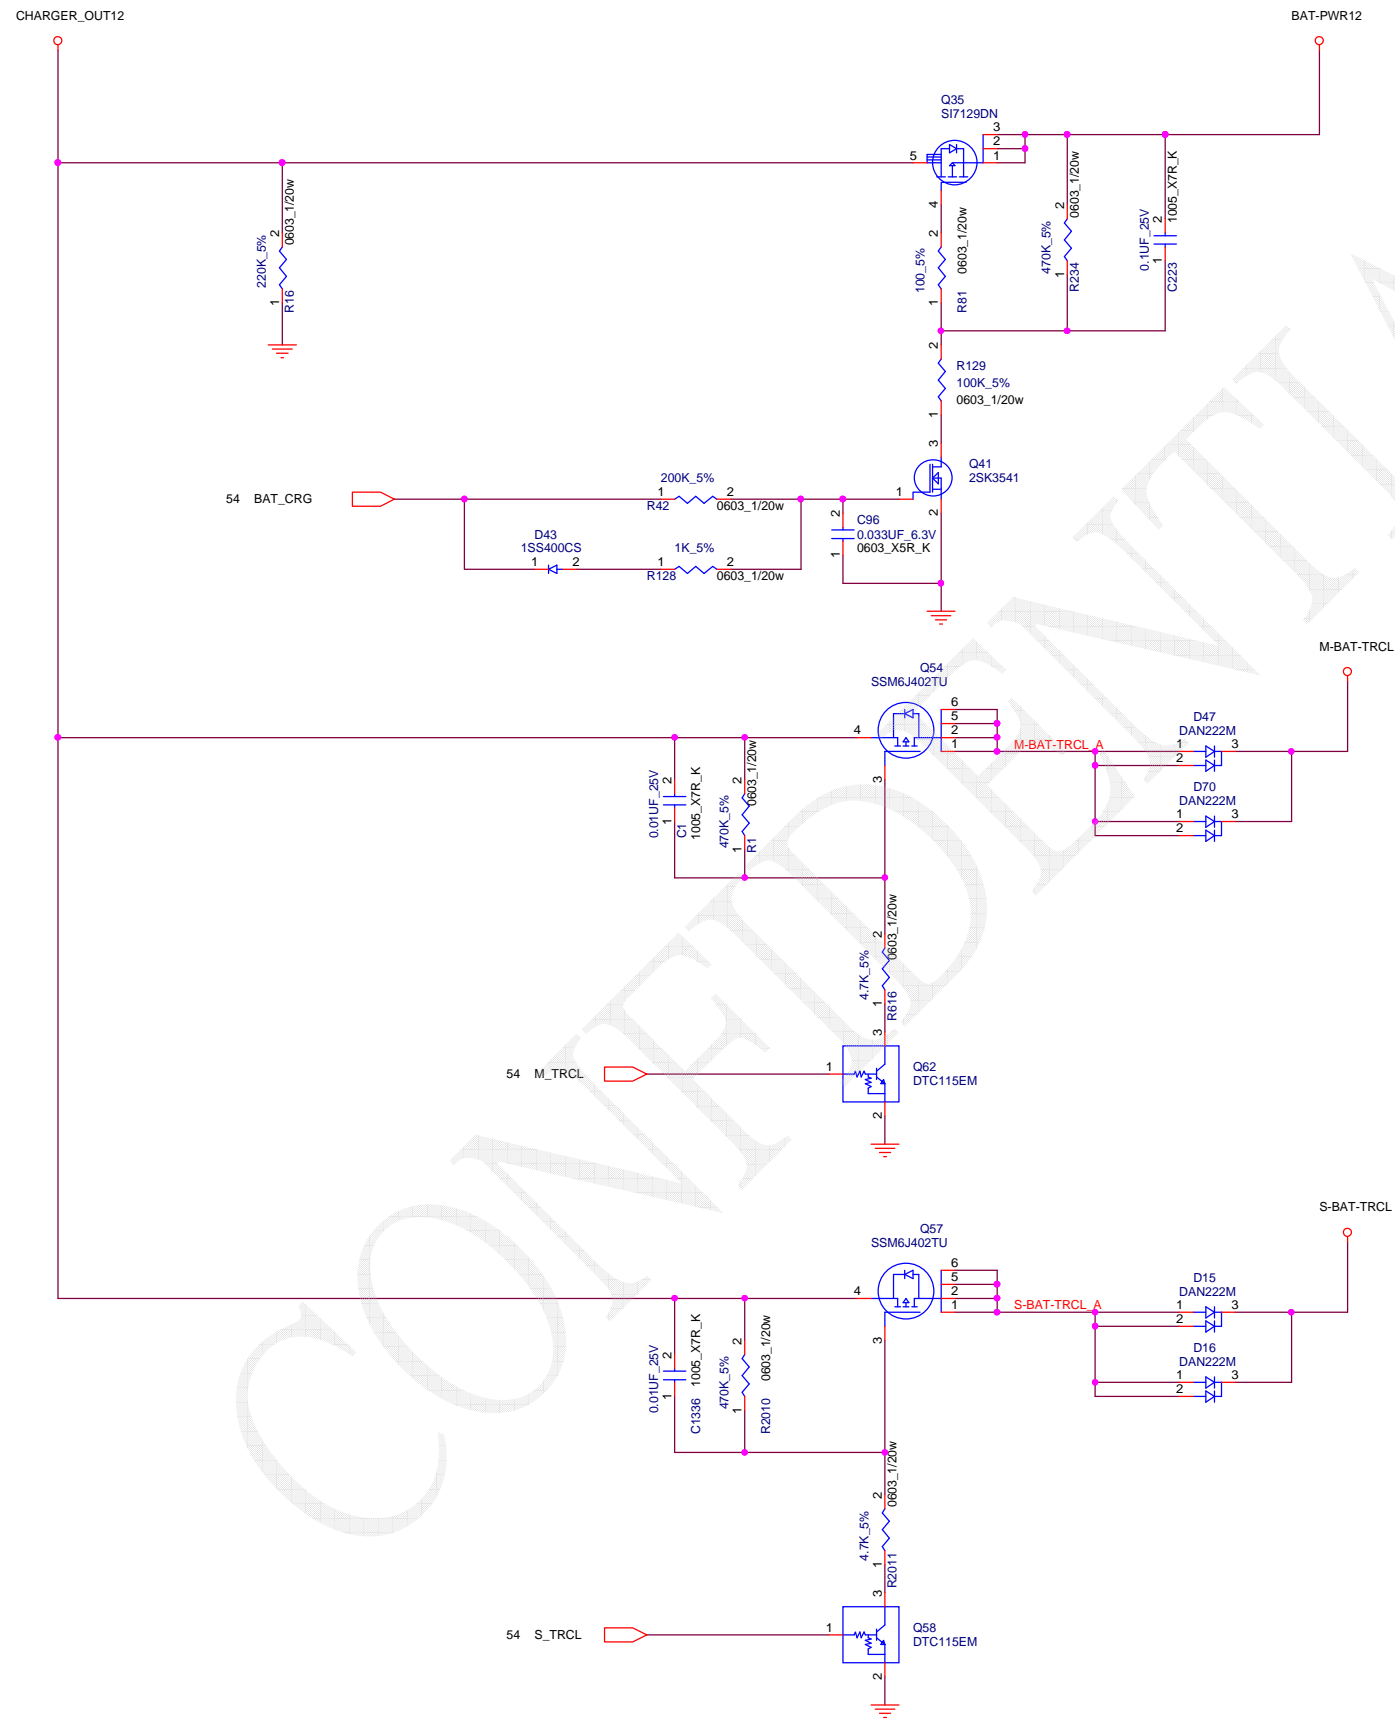 CHARGER_OUT12
BAT-PWR12
Q35
SI7129DN
5
3
2
1
4
220K_5%
2
1
0603_1/20w
R16
100_5%
2
1
0603_1/20w
R81
470K_5%
2
1
0603_1/20w
R234
0.1UF_25V
2
1
1005_X7R_K
C223
2
R129
100K_5%
0603_1/20w
1
3
Q41
2SK3541
1
2
54 BAT_CRG
200K_5%
1
2
R42
0603_1/20w
D43
1SS400CS
1
2
1K_5%
1
2
R128
0603_1/20w
2
C96
0.033UF_6.3V
0603_X5R_K
1
M-BAT-TRCL
Q54
SSM6J402TU
4
6
5
2
1
3
M-BAT-TRCL_A
D47
DAN222M
1
2
3
D70
DAN222M
1
2
3
0.01UF_25V
2
1
C1
1005_X7R_K
470K_5%
2
1
0603_1/20w
R1
4.7K_5%
2
1
0603_1/20w
R616
3
54 M_TRCL
1
Q62
DTC115EM
2
S-BAT-TRCL
Q57
SSM6J402TU
4
6
5
2
1
3
S-BAT-TRCL_A
D15
DAN222M
1
2
3
D16
DAN222M
1
2
3
0.01UF_25V
2
1
1005_X7R_K
C1336
470K_5%
2
1
0603_1/20w
R2010
4.7K_5%
2
1
0603_1/20w
R2011
3
54 S_TRCL
1
Q58
DTC115EM
2
CONFIDENTIA